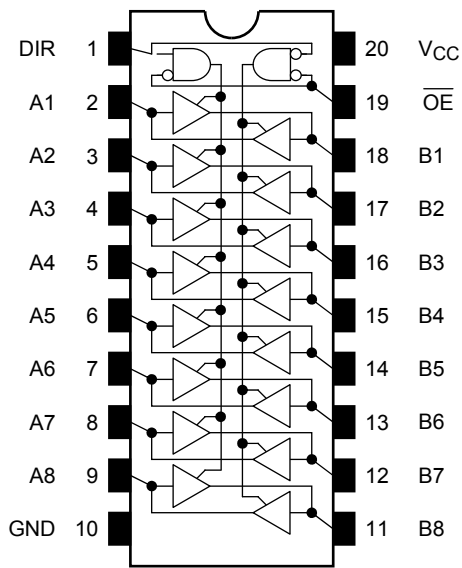 DIR 1 20 VCC
A1 2 19 OE
A2 3 18 B1
A3 4 17 B2
A4 5 16 B3
A5 6 15 B4
A6 7 14 B5
A7 8 13 B6
A8 9 12 B7
GND 10 11 B8